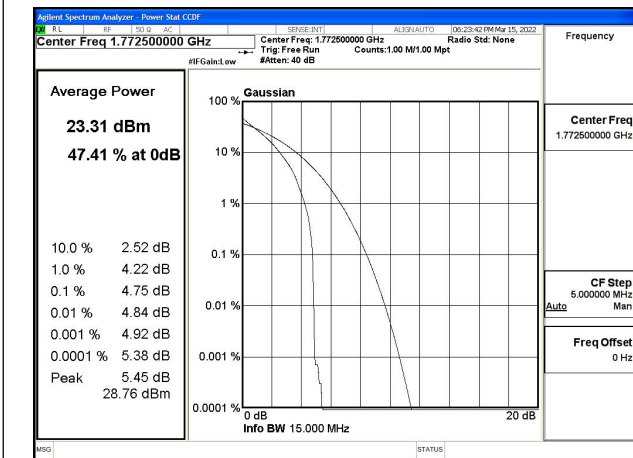 Agilent Spectrum Analyzer - Power Stat CCDF
RL RF 50 Ω AC SENSE:INT ALIGN AUTO 06:23:42 PM Mar 15, 2022
Center Freq 1.772500000 GHz
Center Freq: 1.772500000 GHz Radio Std: None
Trig: Free Run Counts:1.00 M/1.00 Mpt
#IFGain:Low #Atten: 40 dB
Frequency
Average Power
23.31 dBm
47.41 % at 0dB
10.0 % 2.52 dB
1.0 % 4.22 dB
0.1 % 4.75 dB
0.01 % 4.84 dB
0.001 % 4.92 dB
0.0001 % 5.38 dB
Peak 5.45 dB
28.76 dBm
Gaussian
100 %
10 %
1 %
0.1 %
0.01 %
0.001 %
0.0001 %
0 dB 20 dB
Info BW 15.000 MHz
Center Freq
1.772500000 GHz
CF Step
5.000000 MHz
Auto Man
Freq Offset
0 Hz
MSG STATUS